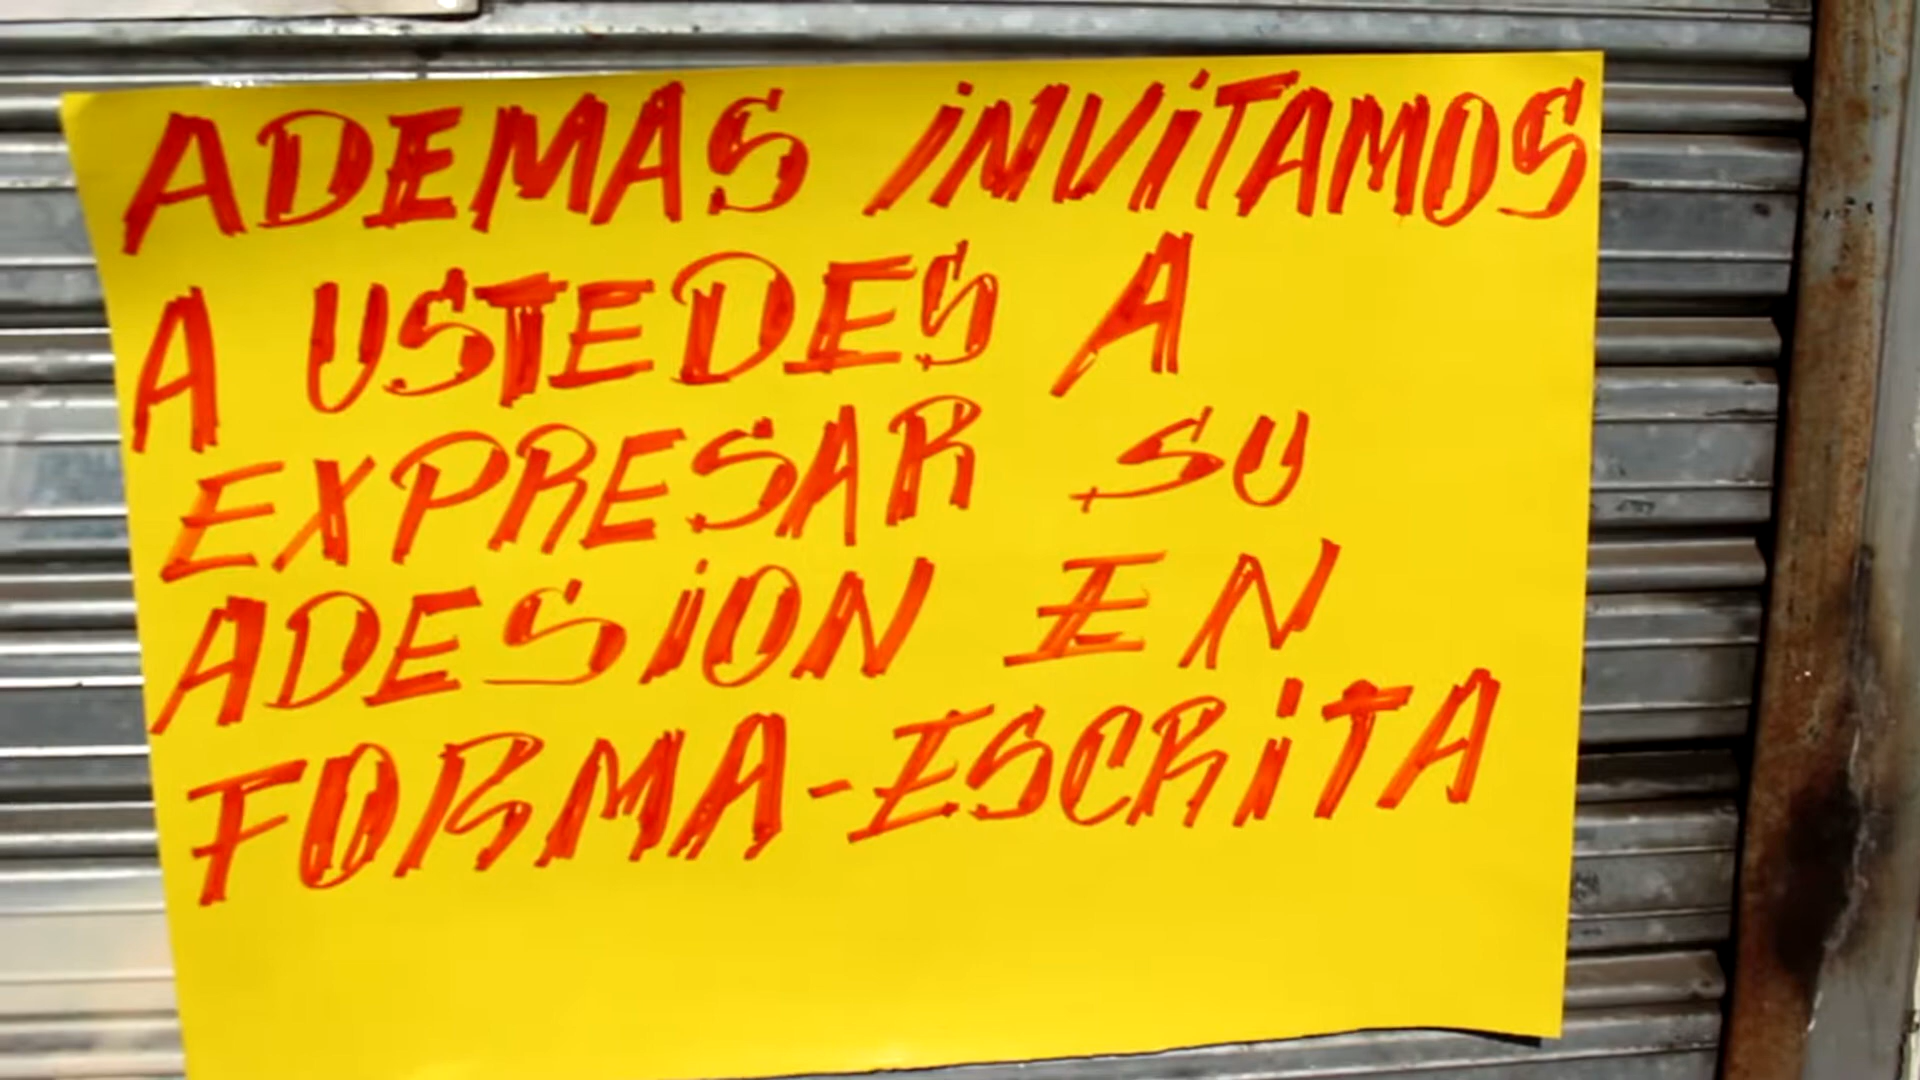 ADEMAS iNViTAMOS
A USTEDES A
EXPRESAR SU
ADESiON EN
FORMA-ESCRiTA